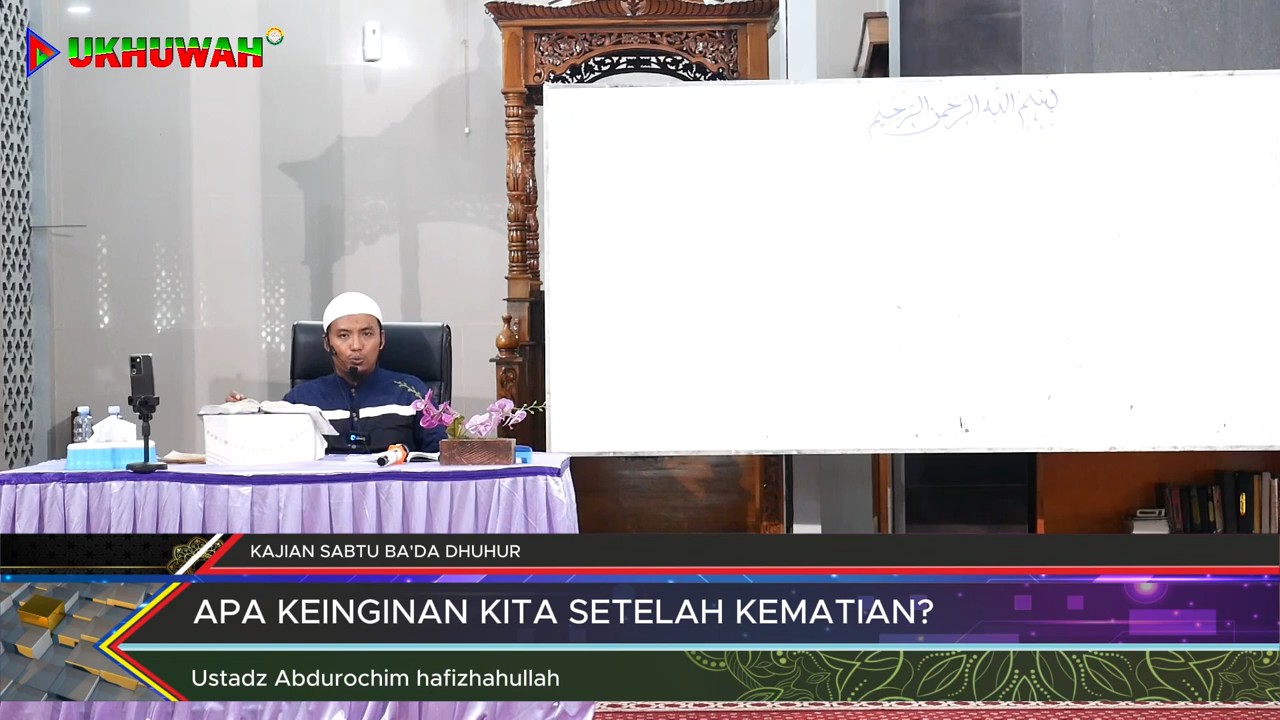 UKHUWAH
بسم الله الرحمن الرحيم
KAJIAN SABTU BA'DA DHUHUR
APA KEINGINAN KITA SETELAH KEMATIAN?
Ustadz Abdurochim hafizhahullah